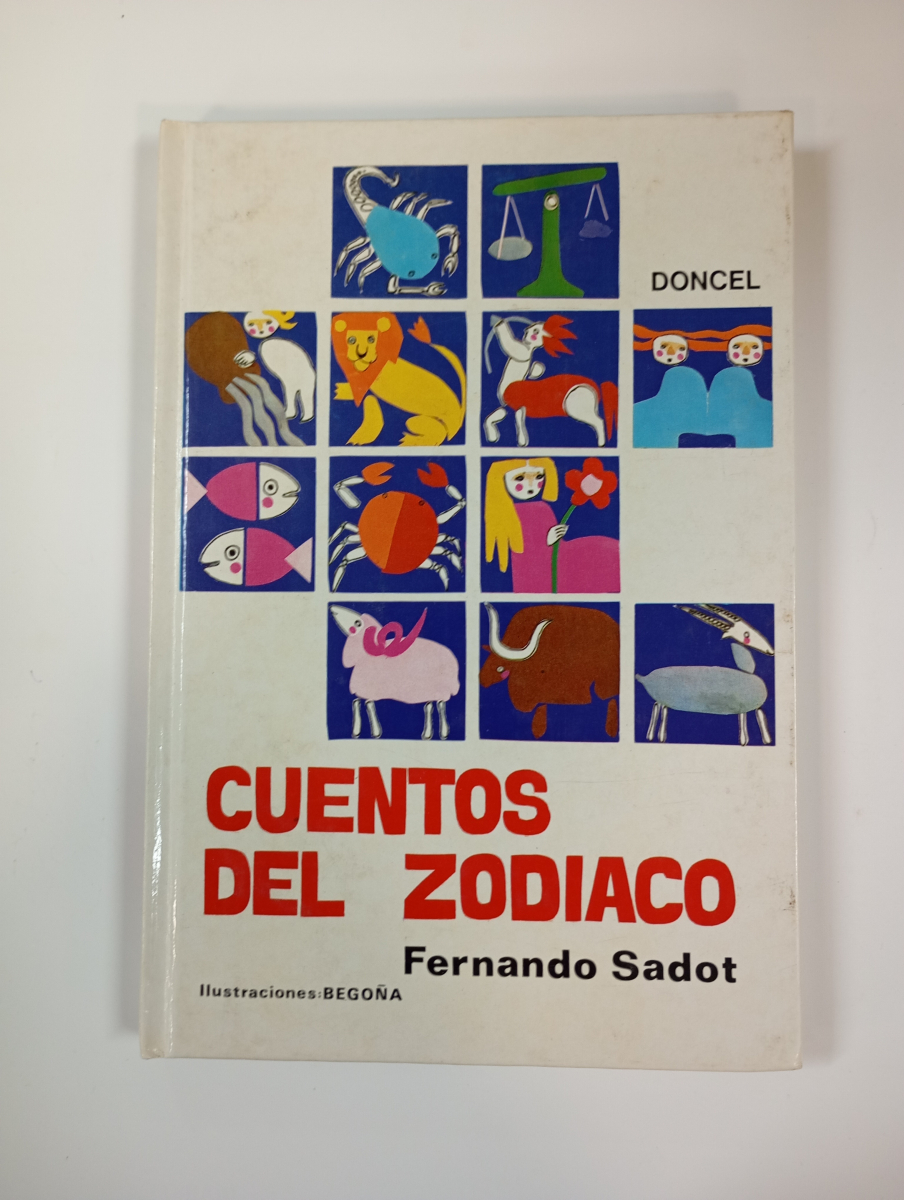 DONCEL
CUENTOS
DEL ZODIACO
Fernando Sadot
Ilustraciones: BEGOÑA